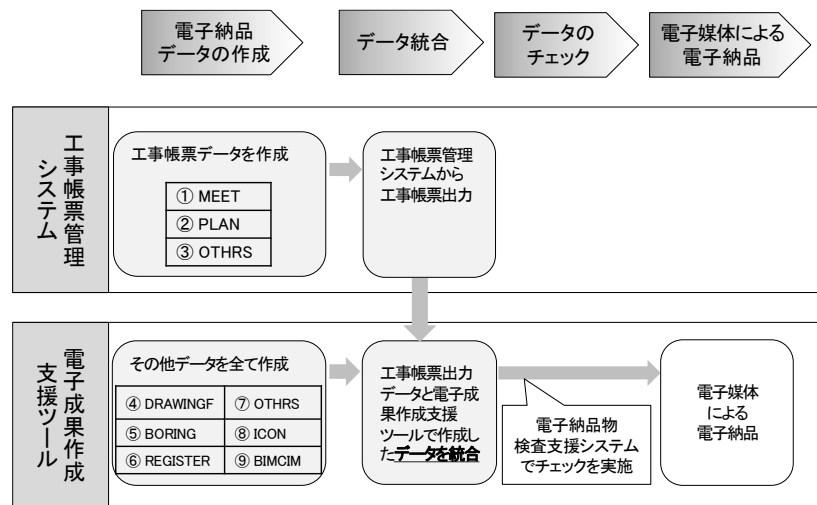 電子納品
データの作成
データ統合
データの
チェック
電子媒体による
電子納品
工事帳票管理
システム
工事帳票データを作成
① MEET
② PLAN
③ OTHRS
工事帳票管理
システムから
工事帳票出力
電子成果作成
支援ツール
その他データを全て作成
④ DRAWINGF
⑦ OTHRS
⑤ BORING
⑧ ICON
⑥ REGISTER
⑨ BIMCIM
工事帳票出力
データと電子成
果作成支援
ツールで作成し
たデータを統合
電子納品物
検査支援システム
でチェックを実施
電子媒体
による
電子納品